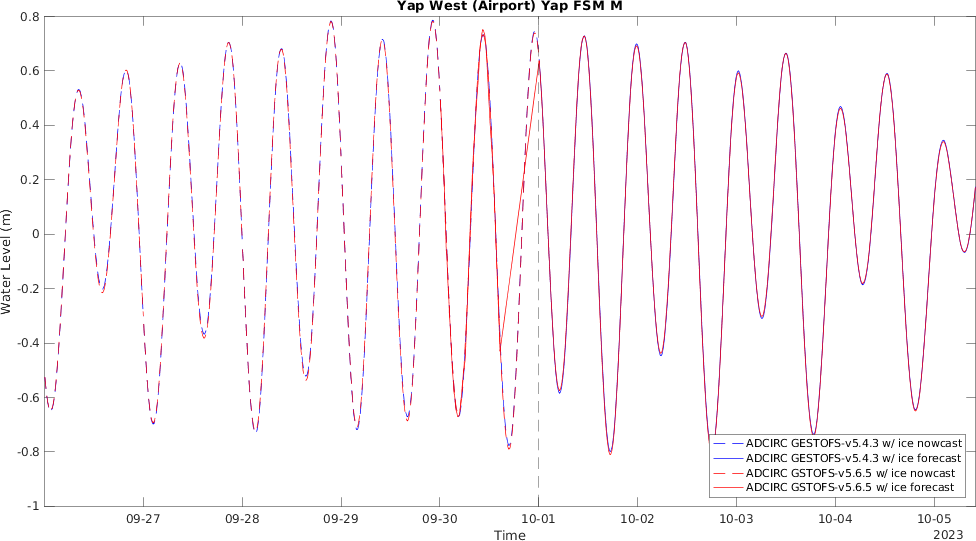 Yap West (Airport) Yap FSM M
0.8
0.6
0.4
0.2
0
-0.2
-0.4
-0.6
-0.8
-1
Water Level (m)
09-27 09-28 09-29 09-30 10-01 10-02 10-03 10-04 10-05
Time
2023
ADCIRC GESTOFS-v5.4.3 w/ ice nowcast
ADCIRC GESTOFS-v5.4.3 w/ ice forecast
ADCIRC GSTOFS-v5.6.5 w/ ice nowcast
ADCIRC GSTOFS-v5.6.5 w/ ice forecast